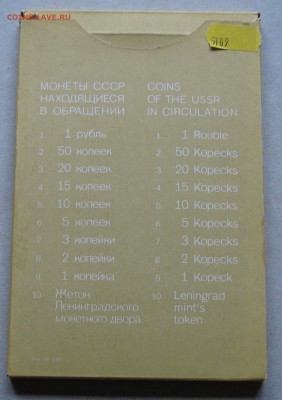 МОНЕТЫ СССР
НАХОДЯЩИЕСЯ
В ОБРАЩЕНИИ
1 1 рубль
2 50 копеек
3 20 копеек
4 15 копеек
5 10 копеек
6 5 копеек
7 3 копейки
8 2 копейки
9 1 копейка
10 Жетон
Ленинградского
монетного двора
COINS
OF THE USSR
IN CIRCULATION
1 1 Rouble
2 50 Kopecks
3 20 Kopecks
4 15 Kopecks
5 10 Kopecks
6 5 Kopecks
7 3 Kopecks
8 2 Kopecks
9 1 Kopeck
10 Leningrad
mint's
token